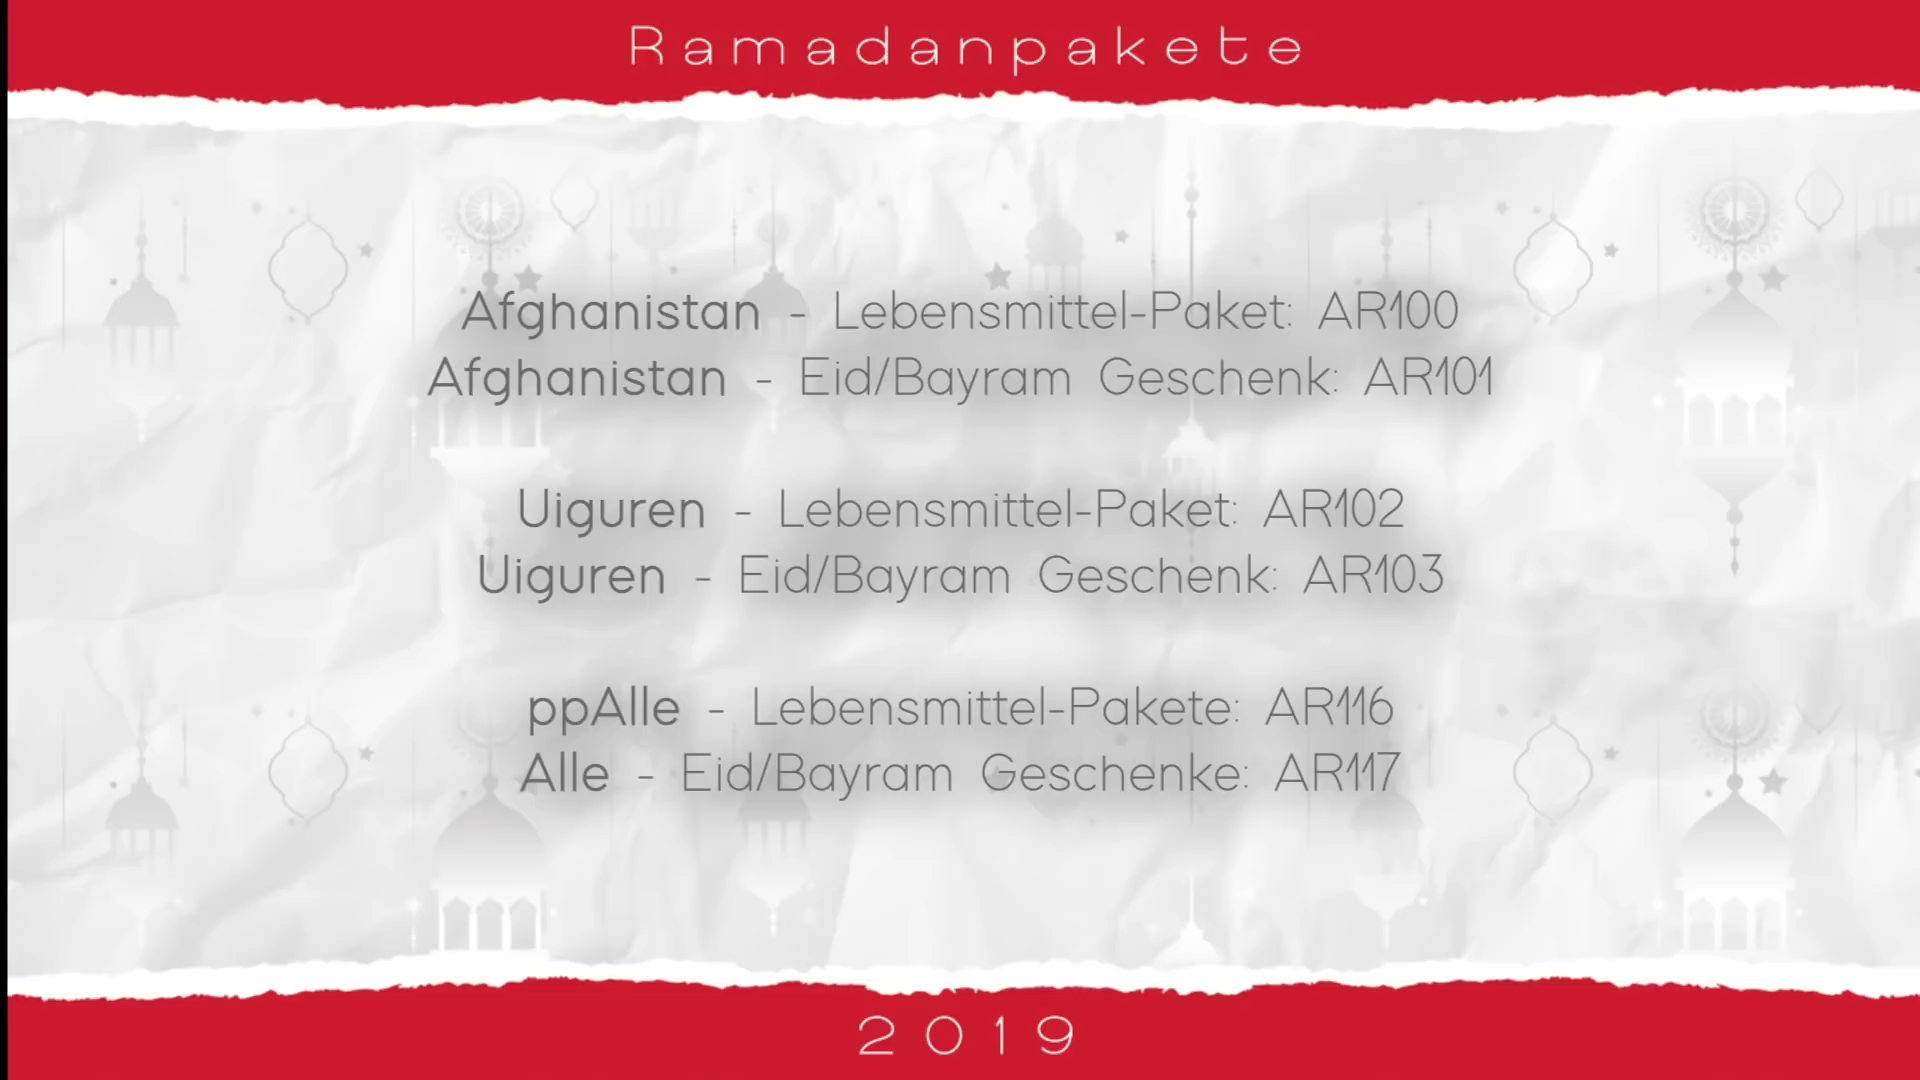 Ramadanpakete
Afghanistan - Lebensmittel-Paket: AR100
Afghanistan - Eid/Bayram Geschenk: AR101
Uiguren - Lebensmittel-Paket: AR102
Uiguren - Eid/Bayram Geschenk: AR103
ppAlle - Lebensmittel-Pakete: AR116
Alle - Eid/Bayram Geschenke: AR117
2019